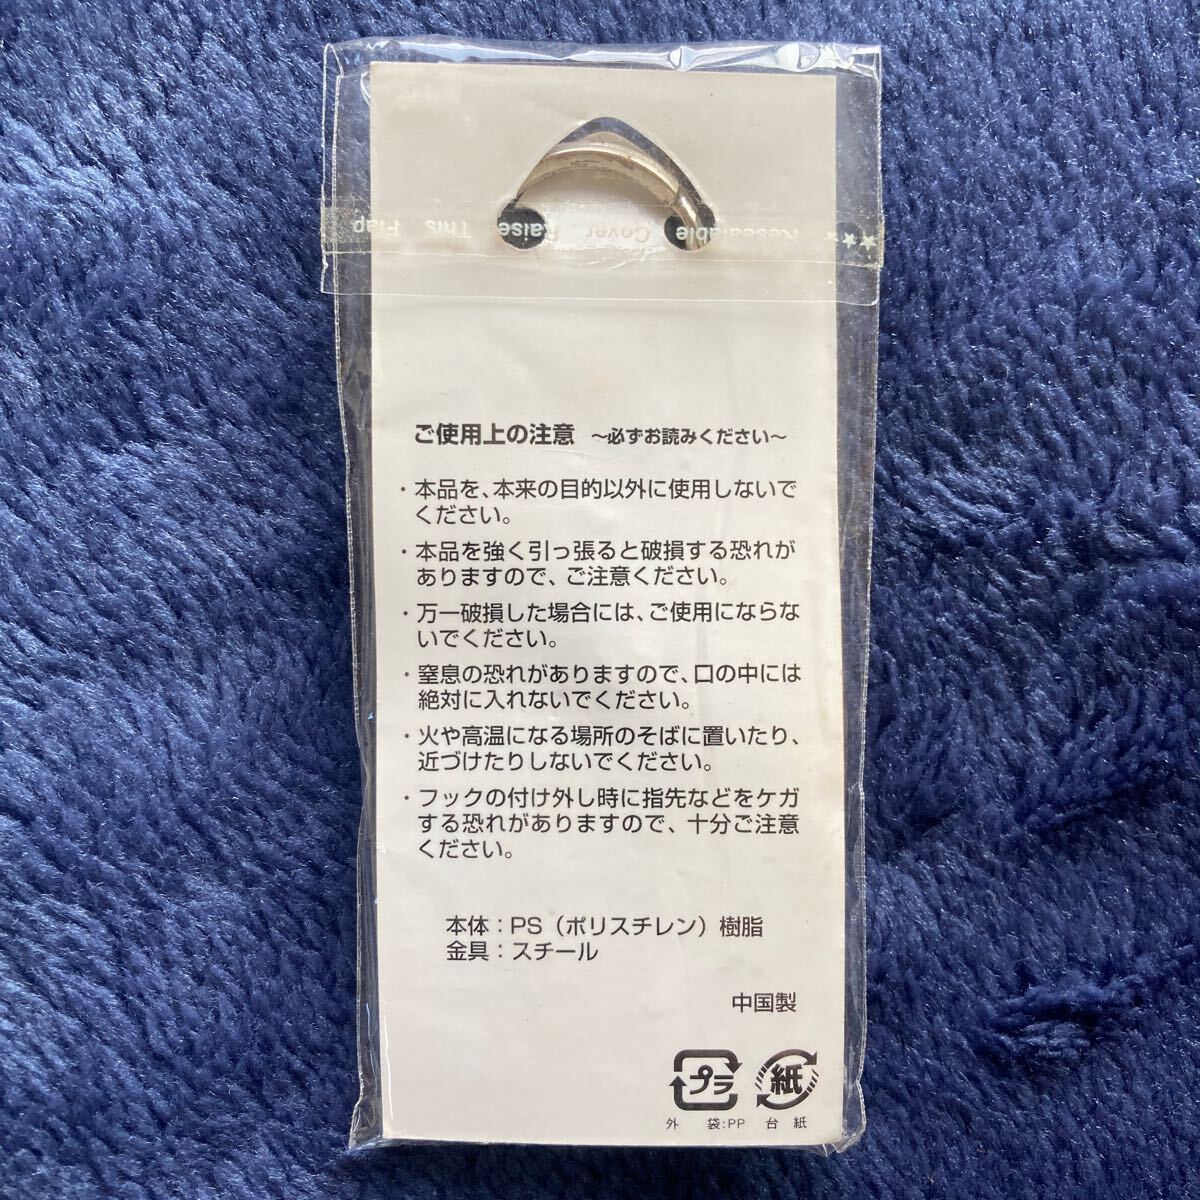 ★★★ Resealable Cover Raise This Flap
ご使用上の注意 〜必ずお読みください〜
・本品を、本来の目的以外に使用しないで
ください。
・本品を強く引っ張ると破損する恐れが
ありますので、ご注意ください。
・万一破損した場合には、ご使用にならな
いでください。
・窒息の恐れがありますので、口の中には
絶対に入れないでください。
・火や高温になる場所のそばに置いたり、
近づけたりしないでください。
・フックの付け外し時に指先などをケガ
する恐れがありますので、十分ご注意
ください。
本体：PS（ポリスチレン）樹脂
金具：スチール
中国製
プラ 紙
外 袋:PP 台 紙